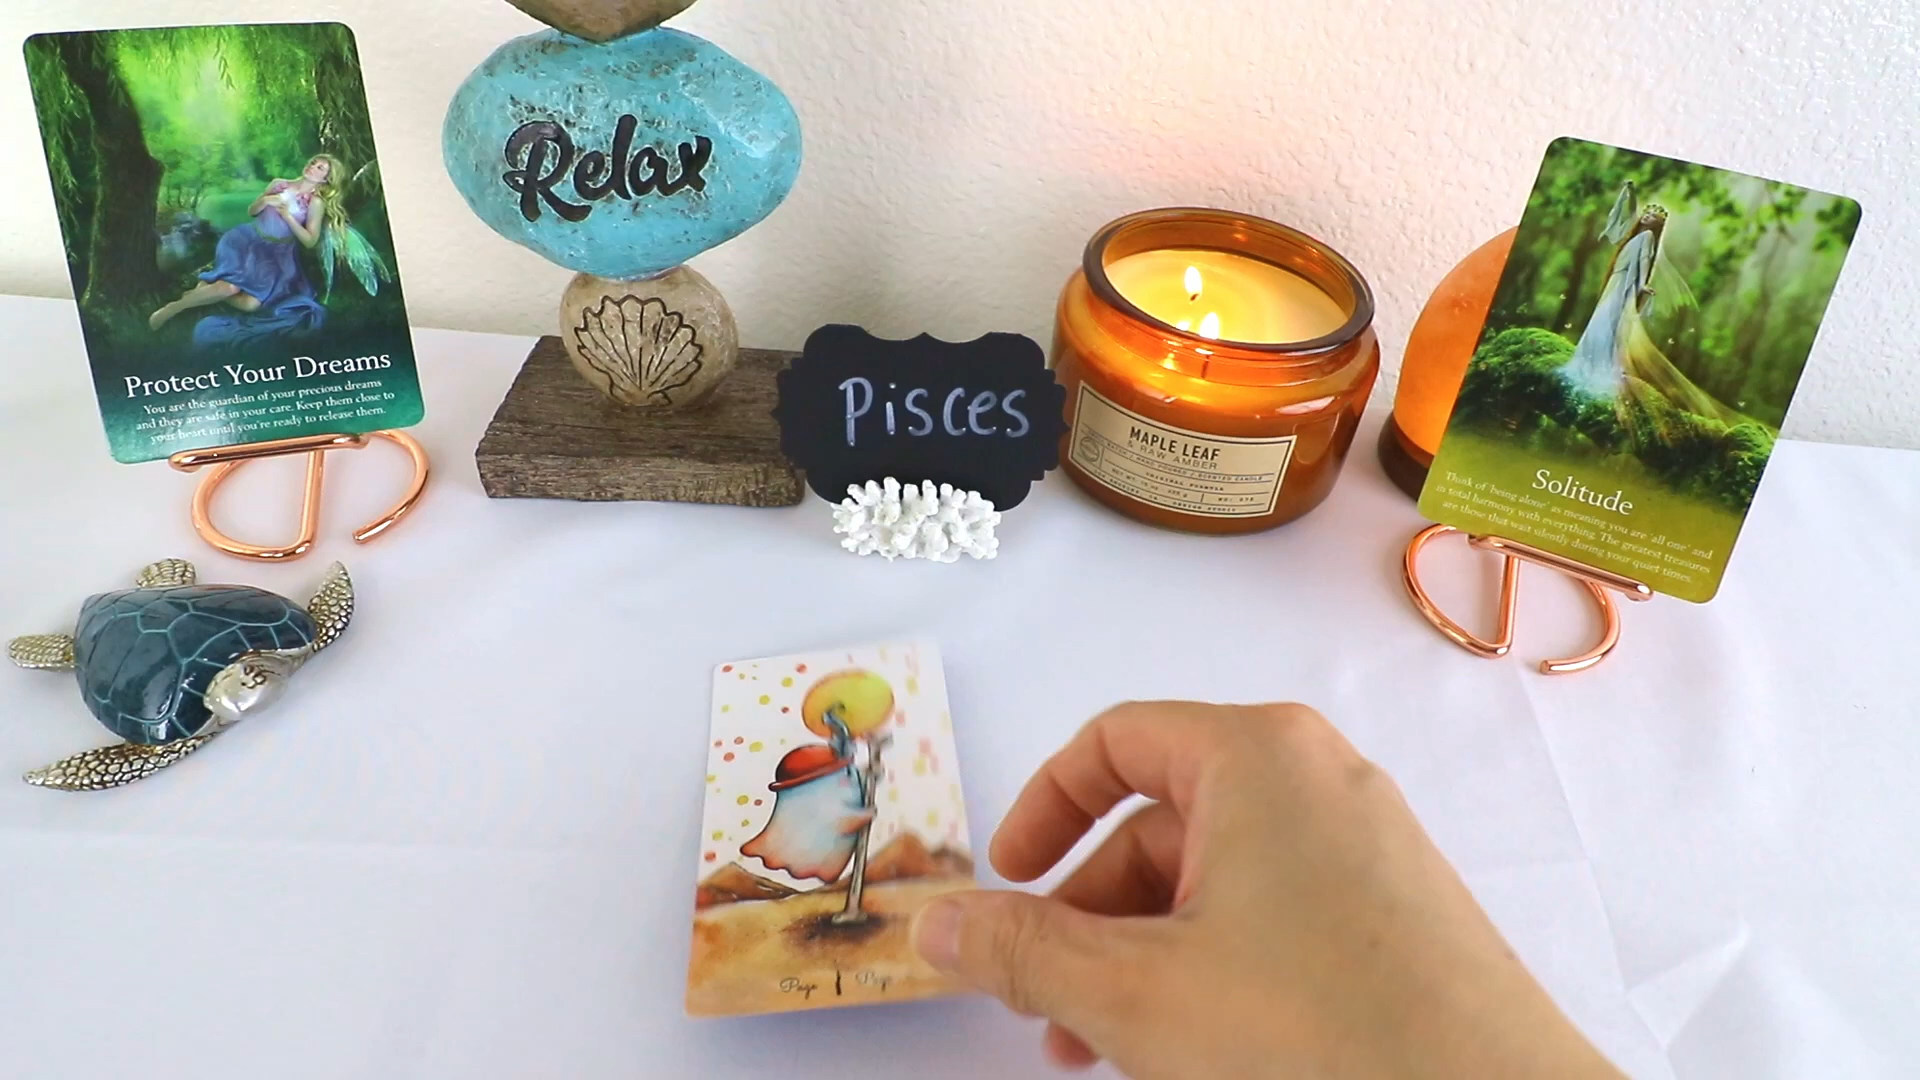 Protect Your Dreams
You are the guardian of your precious dreams
and they are safe in your care. Keep them close to
your heart until you're ready to release them.
Relax
Pisces
MAPLE LEAF
& RAW AMBER
Solitude
Think of 'being alone' as meaning you are 'all one' and
in total harmony with everything. The greatest treasures
are those that wait silently during your quiet times.
Page | Page